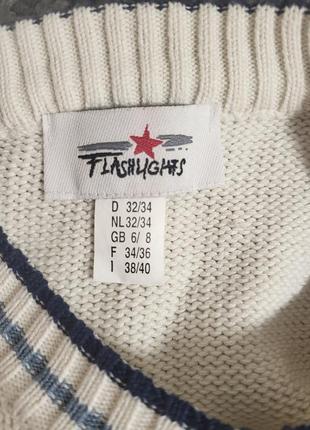 FLASHLIGHTS
D 32/34
NL 32/34
GB 6/ 8
F 34/36
I 38/40